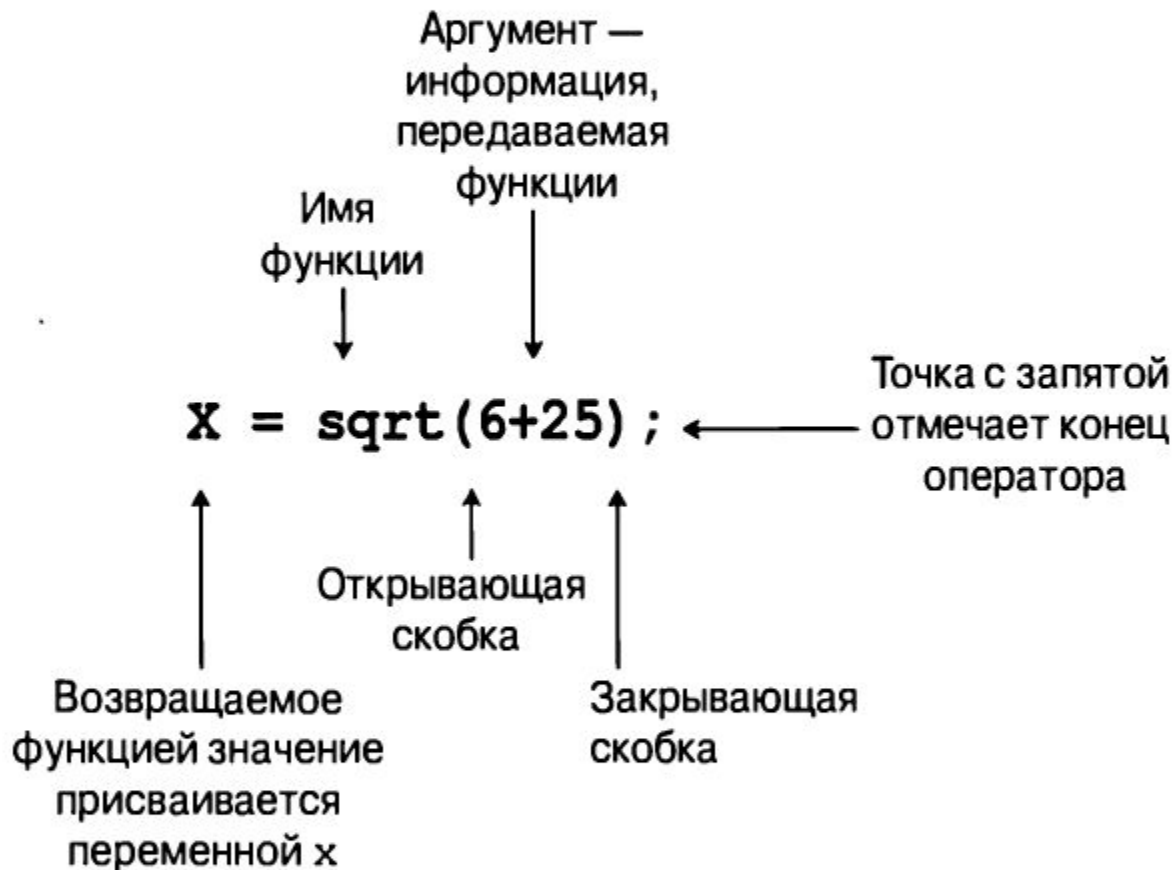 Аргумент —
информация,
передаваемая
функции
Имя
функции
X = sqrt(6+25);
Точка с запятой
отмечает конец
оператора
Открывающая
скобка
Возвращаемое
функцией значение
присваивается
переменной x
Закрывающая
скобка